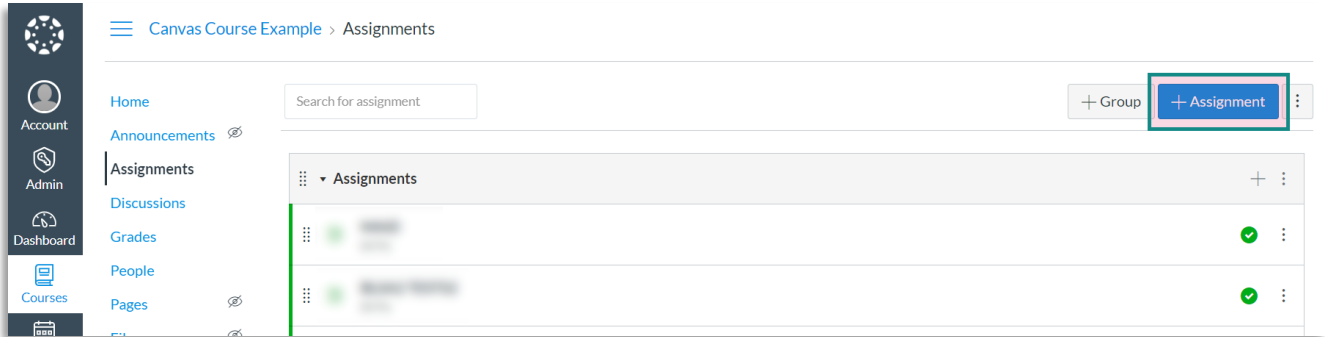 Canvas Course Example > Assignments
Account
Admin
Dashboard
Courses
Home
Announcements
Assignments
Discussions
Grades
People
Pages
Search for assignment
+ Group
+ Assignment
Assignments